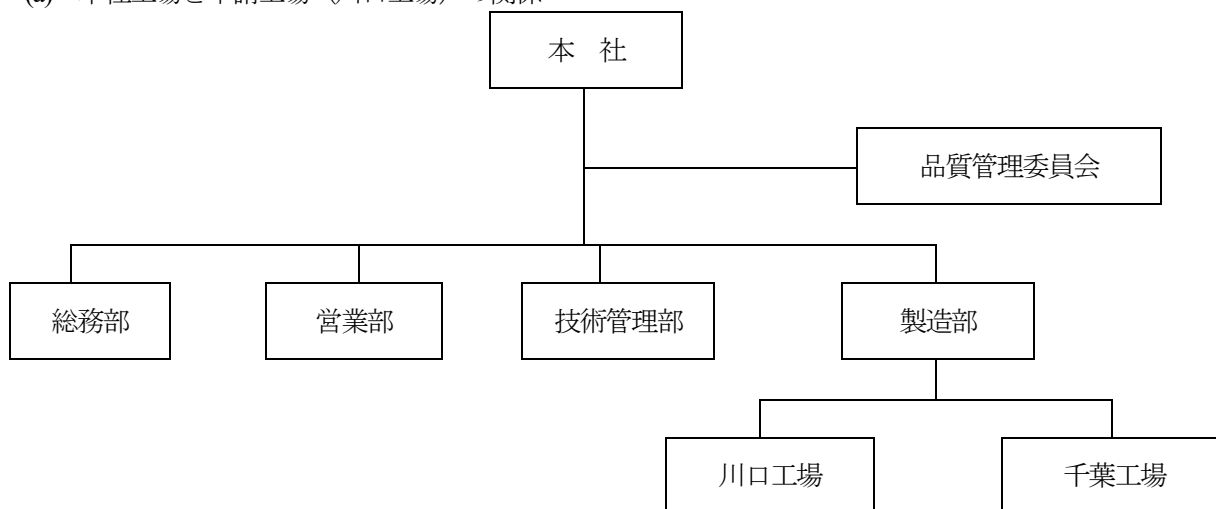 本　社
品質管理委員会
総務部　営業部　技術管理部　製造部
川口工場　千葉工場